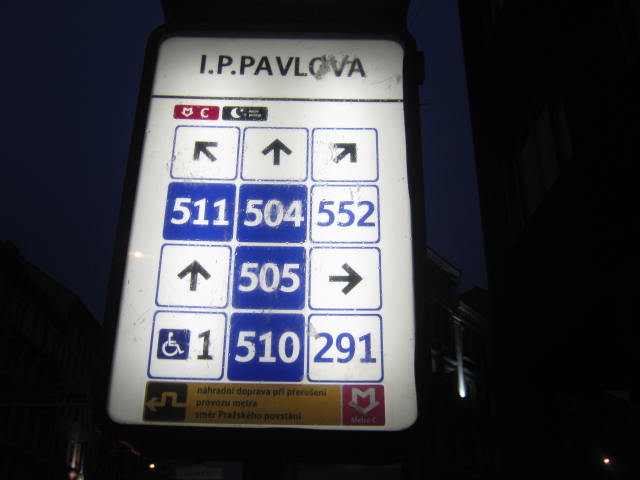 I.P.PAVLOVA
C
511 504 552
505
1 510 291
náhradní doprava při přerušení
provozu metra
směr Pražského povstání
Metro C